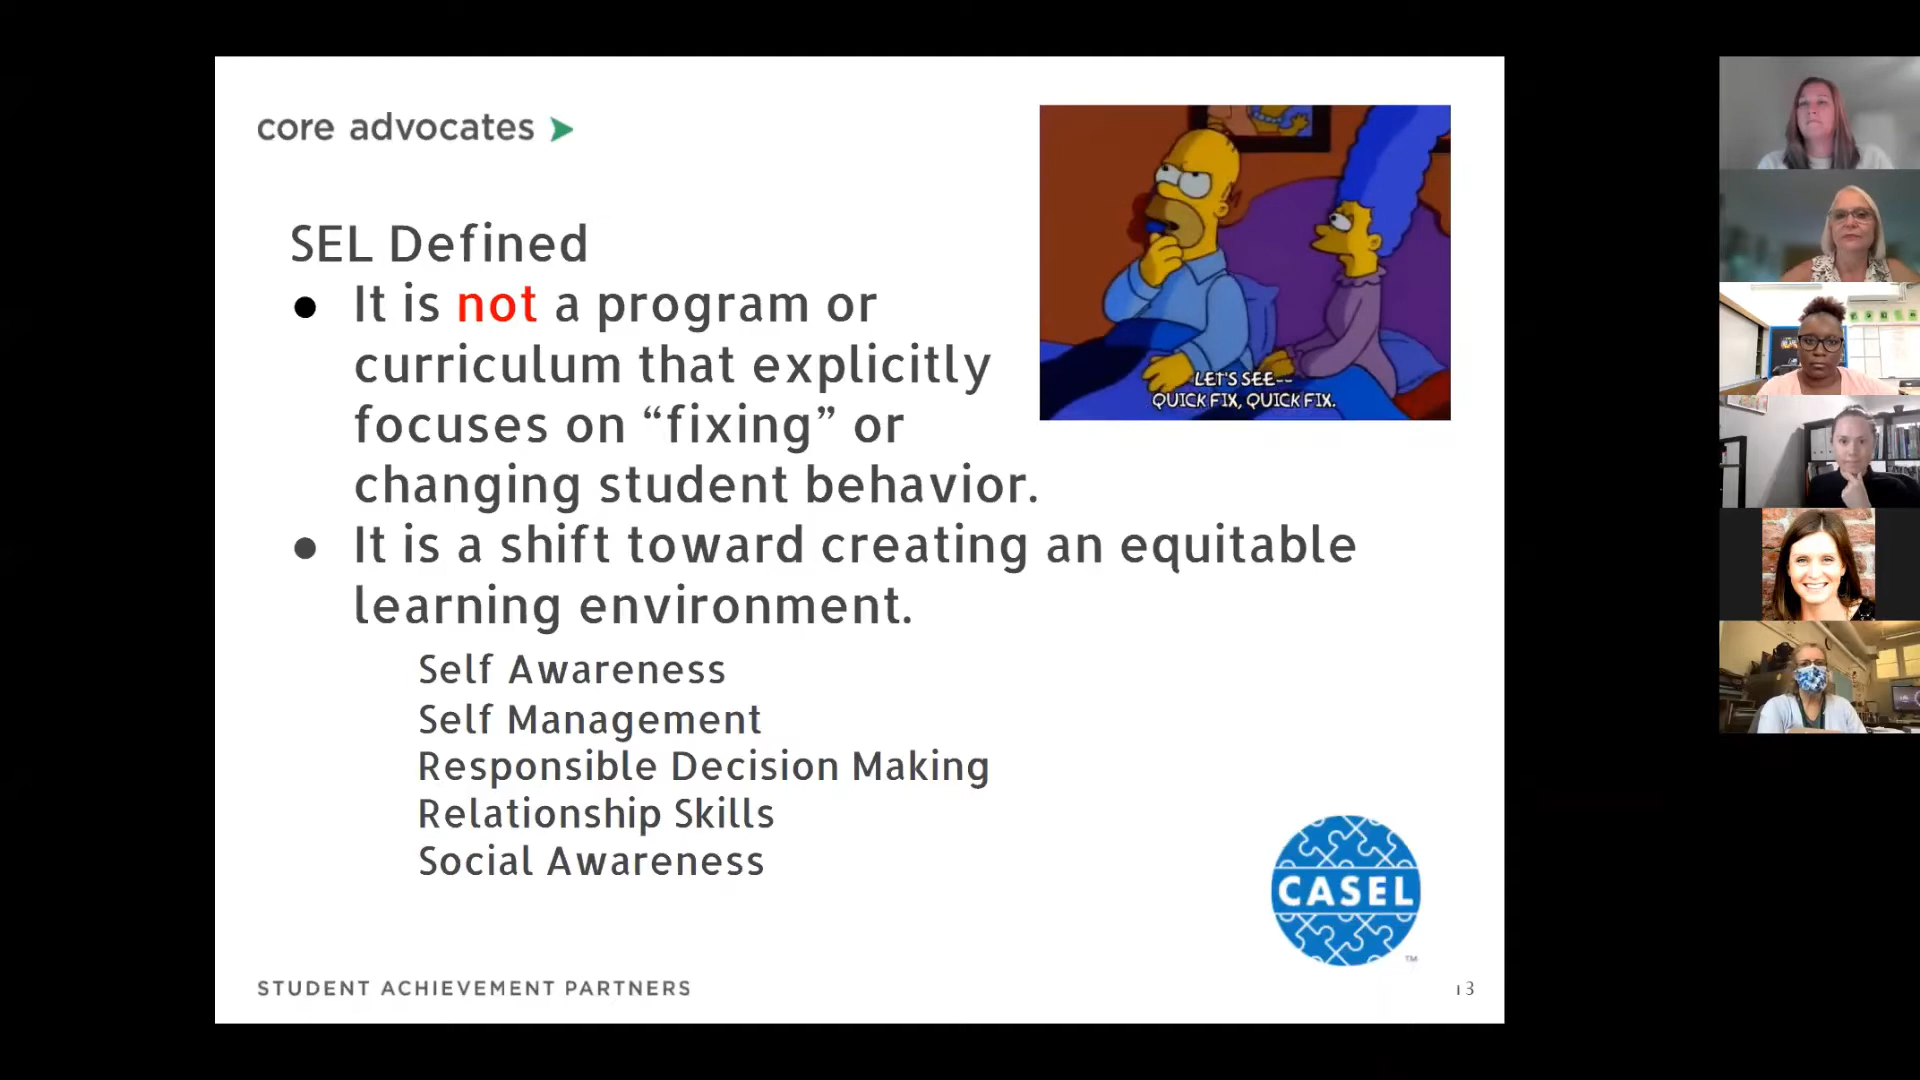 core advocates
LET'S SEE--
QUICK FIX, QUICK FIX.
SEL Defined
● It is not a program or
curriculum that explicitly
focuses on “fixing” or
changing student behavior.
● It is a shift toward creating an equitable
learning environment.
Self Awareness
Self Management
Responsible Decision Making
Relationship Skills
Social Awareness
CASEL
TM
STUDENT ACHIEVEMENT PARTNERS
13